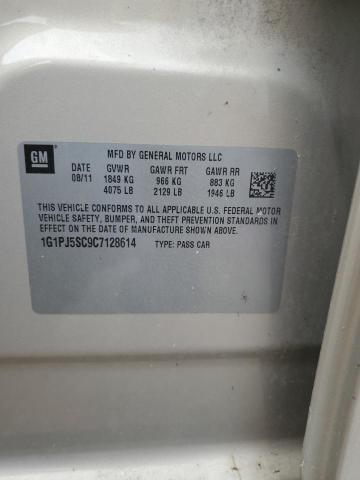 GM
MFD BY GENERAL MOTORS LLC
DATE GVWR GAWR FRT GAWR RR
08/11 1849 KG 966 KG 883 KG
4075 LB 2129 LB 1946 LB
THIS VEHICLE CONFORMS TO ALL APPLICABLE U.S. FEDERAL MOTOR
VEHICLE SAFETY, BUMPER, AND THEFT PREVENTION STANDARDS
IN EFFECT ON THE DATE OF MANUFACTURE SHOWN ABOVE.
1G1PJ5SC9C7128614 TYPE: PASS CAR